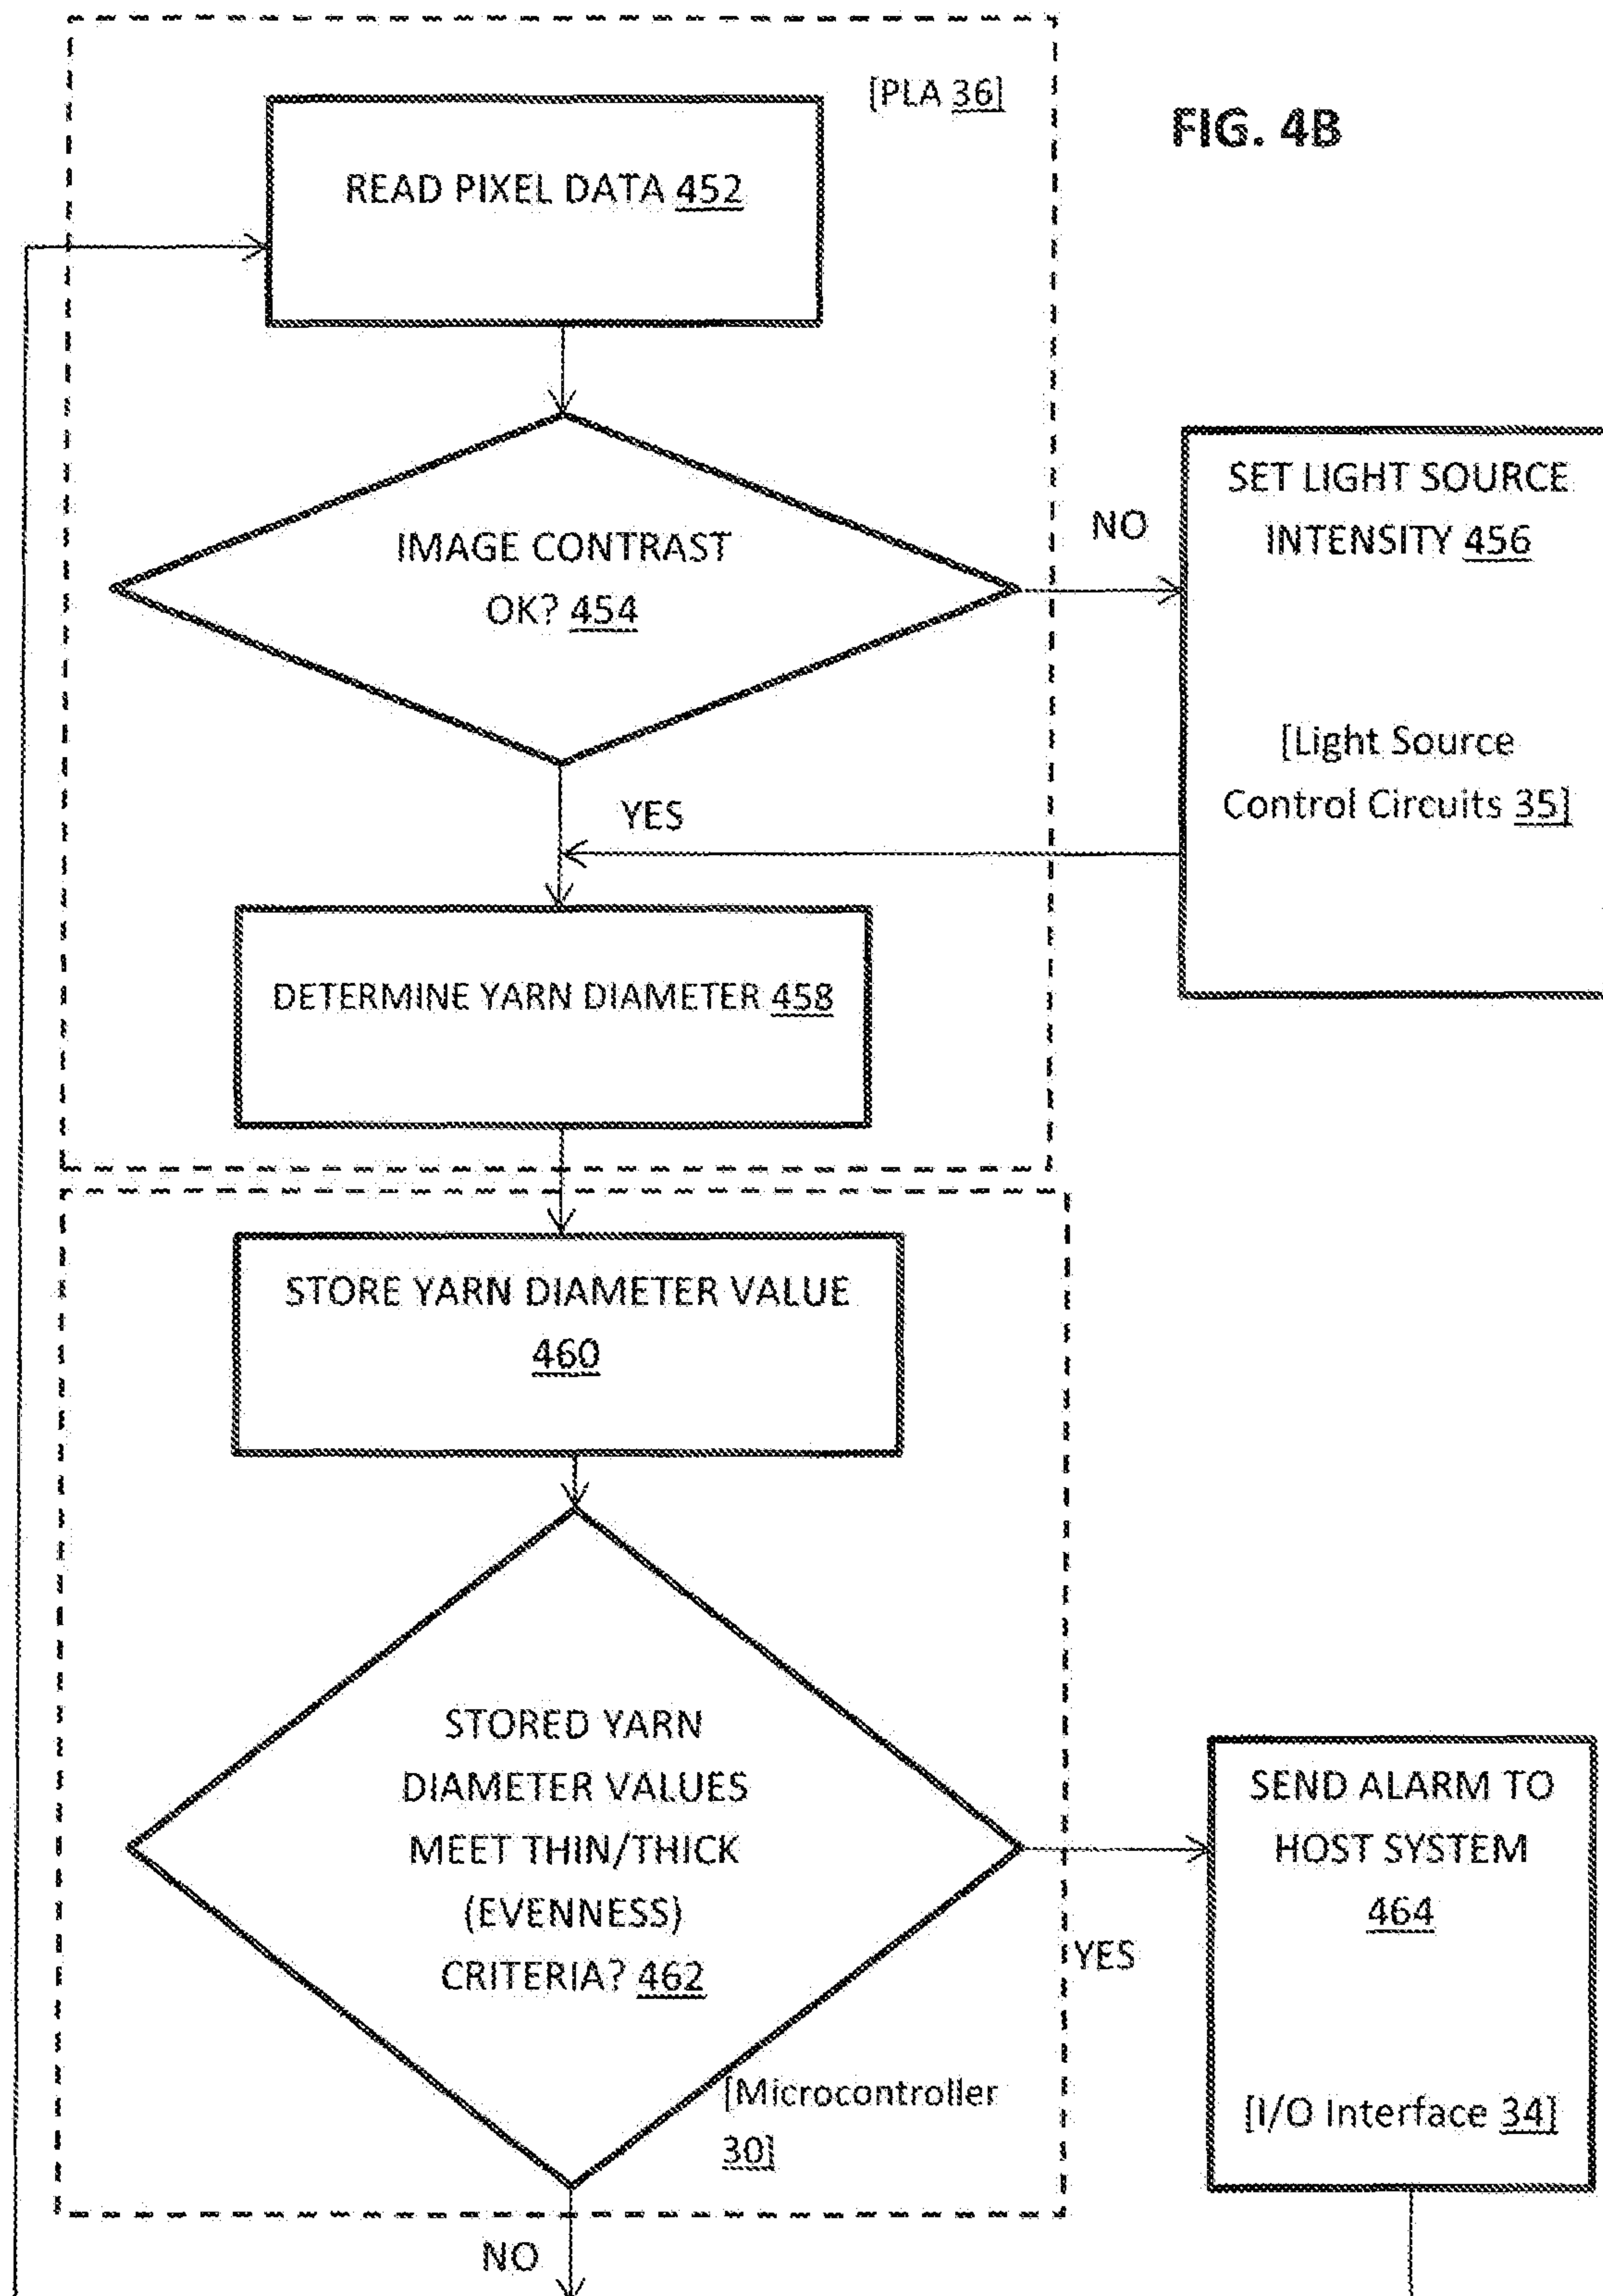 [PLA 36]
FIG. 4B
READ PIXEL DATA 452
IMAGE CONTRAST
OK? 454
NO
SET LIGHT SOURCE
INTENSITY 456
[Light Source
Control Circuits 35]
YES
DETERMINE YARN DIAMETER 458
STORE YARN DIAMETER VALUE
460
STORED YARN
DIAMETER VALUES
MEET THIN/THICK
(EVENNESS)
CRITERIA? 462
YES
SEND ALARM TO
HOST SYSTEM
464
[I/O Interface 34]
[Microcontroller
30]
NO